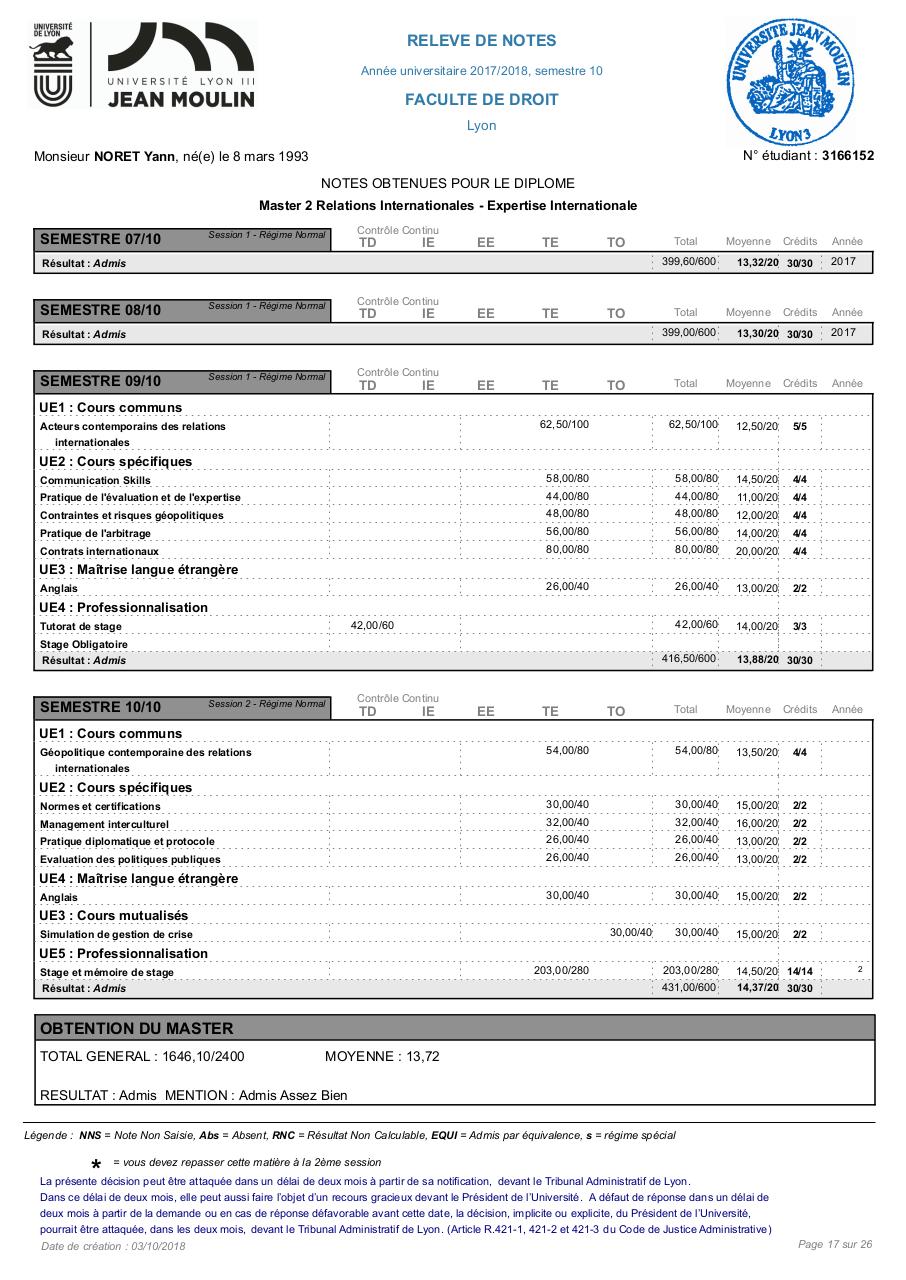 UNIVERSITÉ
DE LYON
UNIVERSITÉ LYON III
JEAN MOULIN
RELEVE DE NOTES
Année universitaire 2017/2018, semestre 10
FACULTE DE DROIT
Lyon
UNIVERSITE JEAN MOULIN
LYON 3
Monsieur NORET Yann, né(e) le 8 mars 1993
N° étudiant : 3166152
NOTES OBTENUES POUR LE DIPLOME
Master 2 Relations Internationales - Expertise Internationale
Contrôle Continu
SEMESTRE 07/10 Session 1 - Régime Normal TD IE EE TE TO Total Moyenne Crédits Année
Résultat : Admis 399,60/600 13,32/20 30/30 2017
Contrôle Continu
SEMESTRE 08/10 Session 1 - Régime Normal TD IE EE TE TO Total Moyenne Crédits Année
Résultat : Admis 399,00/600 13,30/20 30/30 2017
Contrôle Continu
SEMESTRE 09/10 Session 1 - Régime Normal TD IE EE TE TO Total Moyenne Crédits Année
UE1 : Cours communs
Acteurs contemporains des relations 62,50/100 62,50/100 12,50/20 5/5
internationales
UE2 : Cours spécifiques
Communication Skills 58,00/80 58,00/80 14,50/20 4/4
Pratique de l'évaluation et de l'expertise 44,00/80 44,00/80 11,00/20 4/4
Contraintes et risques géopolitiques 48,00/80 48,00/80 12,00/20 4/4
Pratique de l'arbitrage 56,00/80 56,00/80 14,00/20 4/4
Contrats internationaux 80,00/80 80,00/80 20,00/20 4/4
UE3 : Maîtrise langue étrangère
Anglais 26,00/40 26,00/40 13,00/20 2/2
UE4 : Professionnalisation
Tutorat de stage 42,00/60 42,00/60 14,00/20 3/3
Stage Obligatoire
Résultat : Admis 416,50/600 13,88/20 30/30
Contrôle Continu
SEMESTRE 10/10 Session 2 - Régime Normal TD IE EE TE TO Total Moyenne Crédits Année
UE1 : Cours communs
Géopolitique contemporaine des relations 54,00/80 54,00/80 13,50/20 4/4
internationales
UE2 : Cours spécifiques
Normes et certifications 30,00/40 30,00/40 15,00/20 2/2
Management interculturel 32,00/40 32,00/40 16,00/20 2/2
Pratique diplomatique et protocole 26,00/40 26,00/40 13,00/20 2/2
Evaluation des politiques publiques 26,00/40 26,00/40 13,00/20 2/2
UE4 : Maîtrise langue étrangère
Anglais 30,00/40 30,00/40 15,00/20 2/2
UE3 : Cours mutualisés
Simulation de gestion de crise 30,00/40 30,00/40 15,00/20 2/2
UE5 : Professionnalisation
Stage et mémoire de stage 203,00/280 203,00/280 14,50/20 14/14 2
Résultat : Admis 431,00/600 14,37/20 30/30
OBTENTION DU MASTER
TOTAL GENERAL : 1646,10/2400 MOYENNE : 13,72
RESULTAT : Admis MENTION : Admis Assez Bien
Légende : NNS = Note Non Saisie, Abs = Absent, RNC = Résultat Non Calculable, EQUI = Admis par équivalence, s = régime spécial
* = vous devez repasser cette matière à la 2ème session
La présente décision peut être attaquée dans un délai de deux mois à partir de sa notification, devant le Tribunal Administratif de Lyon.
Dans ce délai de deux mois, elle peut aussi faire l'objet d'un recours gracieux devant le Président de l'Université. A défaut de réponse dans un délai de
deux mois à partir de la demande ou en cas de réponse défavorable avant cette date, la décision, implicite ou explicite, du Président de l'Université,
pourrait être attaquée, dans les deux mois, devant le Tribunal Administratif de Lyon. (Article R.421-1, 421-2 et 421-3 du Code de Justice Administrative)
Date de création : 03/10/2018
Page 17 sur 26